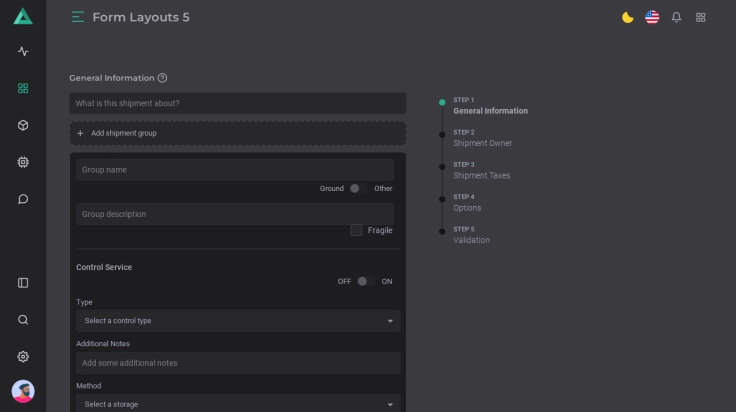 Form Layouts 5
General Information
What is this shipment about?
Add shipment group
Group name
Ground Other
Group description
Fragile
Control Service
OFF ON
Type
Select a control type
Additional Notes
Add some additional notes
Method
Select a storage
STEP 1
General Information
STEP 2
Shipment Owner
STEP 3
Shipment Taxes
STEP 4
Options
STEP 5
Validation